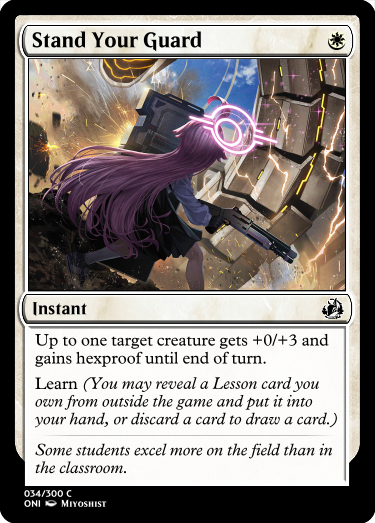 Stand Your Guard
Instant
Up to one target creature gets +0/+3 and
gains hexproof until end of turn.
Learn (You may reveal a Lesson card you
own from outside the game and put it into
your hand, or discard a card to draw a card.)
Some students excel more on the field than in
the classroom.
034/300 C
ONI Miyoshist